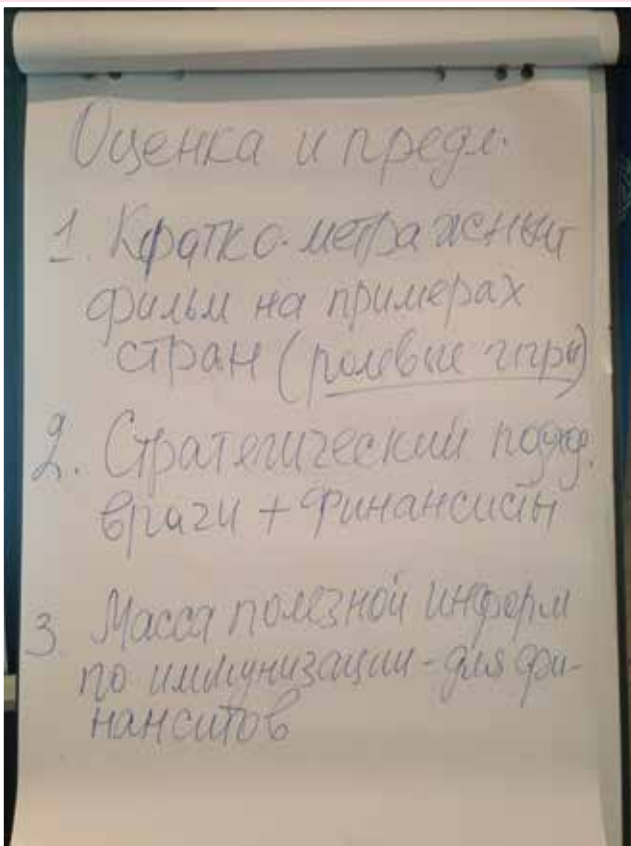 Оценка и предл.
1. Кратко-метражный
фильм на примерах
стран (ролевые игры)
2. Стратегический подход.
врачи + финансисты
3 Масса полезной информ
по иммунизации - для фи-
нанситов